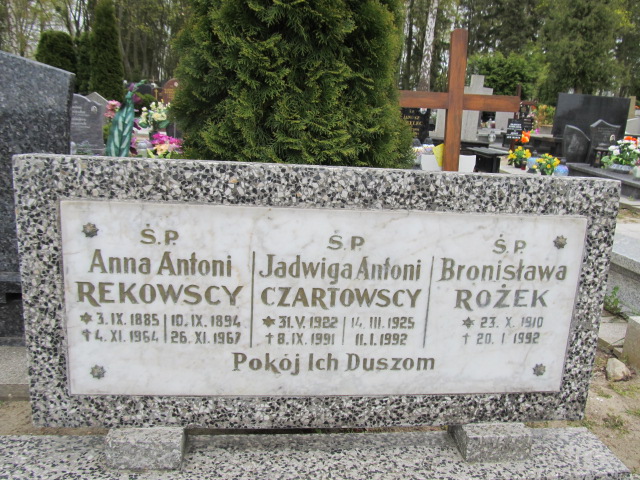 Ś.P.
Anna Antoni
REKOWSCY
✶ 3.IX.1885 10.IX.1894
✝ 4.XI.1964 26.XI.1967
Ś.P.
Jadwiga Antoni
CZARTOWSCY
✶ 31.V.1922 14.III.1925
✝ 8.IX.1991 11.I.1992
Ś.P.
Bronisława
ROŻEK
✶ 23.X.1910
✝ 20.I.1992
Pokój Ich Duszom